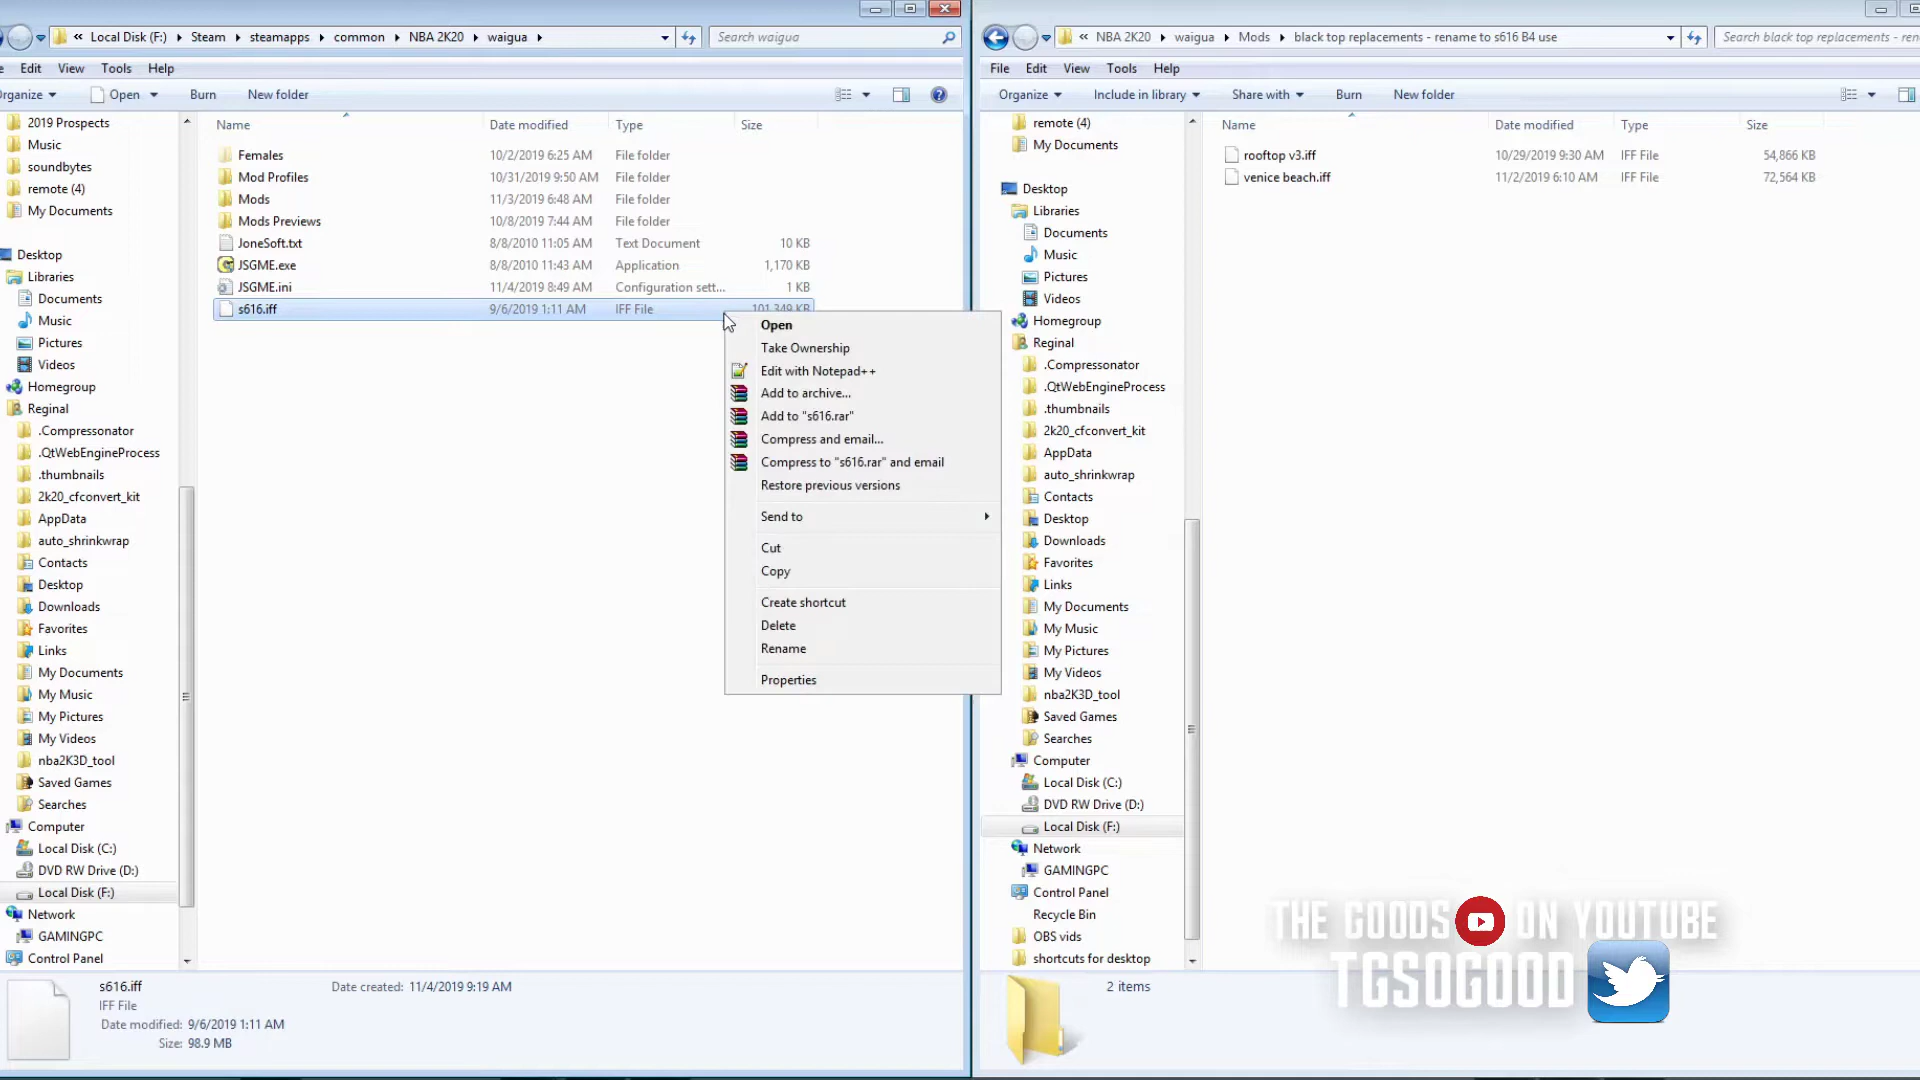 « Local Disk (F:) ▸ Steam ▸ steamapps ▸ common ▸ NBA 2K20 ▸ waigua ▸
Search waigua
Edit View Tools Help
Organize Open Burn New folder
Name Date modified Type Size
2019 Prospects
Music
soundbytes
remote (4)
My Documents
Desktop
Libraries
Documents
Music
Pictures
Videos
Homegroup
Reginal
.Compressonator
.QtWebEngineProcess
.thumbnails
2k20_cfconvert_kit
AppData
auto_shrinkwrap
Contacts
Desktop
Downloads
Favorites
Links
My Documents
My Music
My Pictures
My Videos
nba2K3D_tool
Saved Games
Searches
Computer
Local Disk (C:)
DVD RW Drive (D:)
Local Disk (F:)
Network
GAMINGPC
Control Panel
Females 10/2/2019 6:25 AM File folder
Mod Profiles 10/31/2019 9:50 AM File folder
Mods 11/3/2019 6:48 AM File folder
Mods Previews 10/8/2019 7:44 AM File folder
JoneSoft.txt 8/8/2010 11:05 AM Text Document 10 KB
JSGME.exe 8/8/2010 11:43 AM Application 1,170 KB
JSGME.ini 11/4/2019 8:49 AM Configuration sett... 1 KB
s616.iff 9/6/2019 1:11 AM IFF File 101,349 KB
Open
Take Ownership
Edit with Notepad++
Add to archive...
Add to "s616.rar"
Compress and email...
Compress to "s616.rar" and email
Restore previous versions
Send to
Cut
Copy
Create shortcut
Delete
Rename
Properties
s616.iff Date created: 11/4/2019 9:19 AM
IFF File
Date modified: 9/6/2019 1:11 AM
Size: 98.9 MB
« NBA 2K20 ▸ waigua ▸ Mods ▸ black top replacements - rename to s616 B4 use
Search black top replacements - ren
File Edit View Tools Help
Organize Include in library Share with Burn New folder
Name Date modified Type Size
remote (4)
My Documents
Desktop
Libraries
Documents
Music
Pictures
Videos
Homegroup
Reginal
.Compressonator
.QtWebEngineProcess
.thumbnails
2k20_cfconvert_kit
AppData
auto_shrinkwrap
Contacts
Desktop
Downloads
Favorites
Links
My Documents
My Music
My Pictures
My Videos
nba2K3D_tool
Saved Games
Searches
Computer
Local Disk (C:)
DVD RW Drive (D:)
Local Disk (F:)
Network
GAMINGPC
Control Panel
Recycle Bin
OBS vids
shortcuts for desktop
rooftop v3.iff 10/29/2019 9:30 AM IFF File 54,866 KB
venice beach.iff 11/2/2019 6:10 AM IFF File 72,564 KB
2 items
THE GOODS ON YOUTUBE
TGSOGOOD